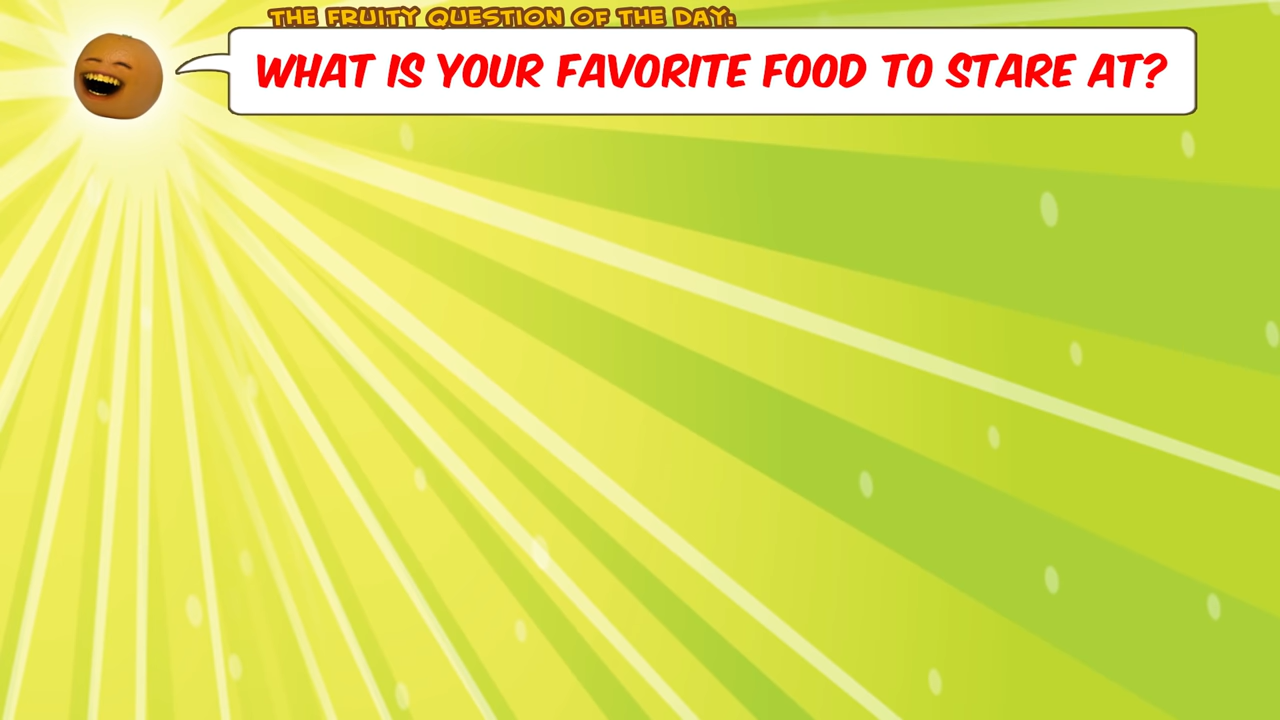 THE FRUITY QUESTION OF THE DAY:
WHAT IS YOUR FAVORITE FOOD TO STARE AT?